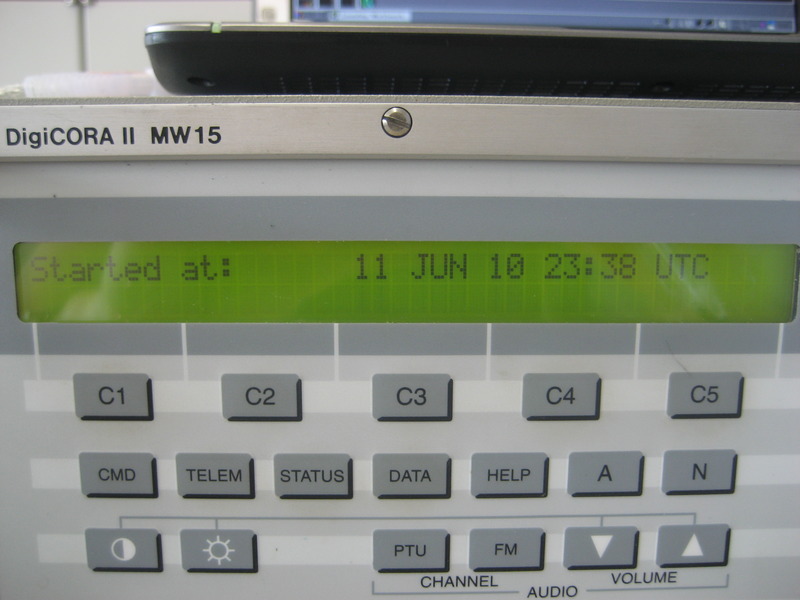 DigiCORA II MW15
Started at: 11 JUN 10 23:38 UTC
C1 C2 C3 C4 C5
CMD TELEM STATUS DATA HELP A N
PTU FM
CHANNEL AUDIO VOLUME